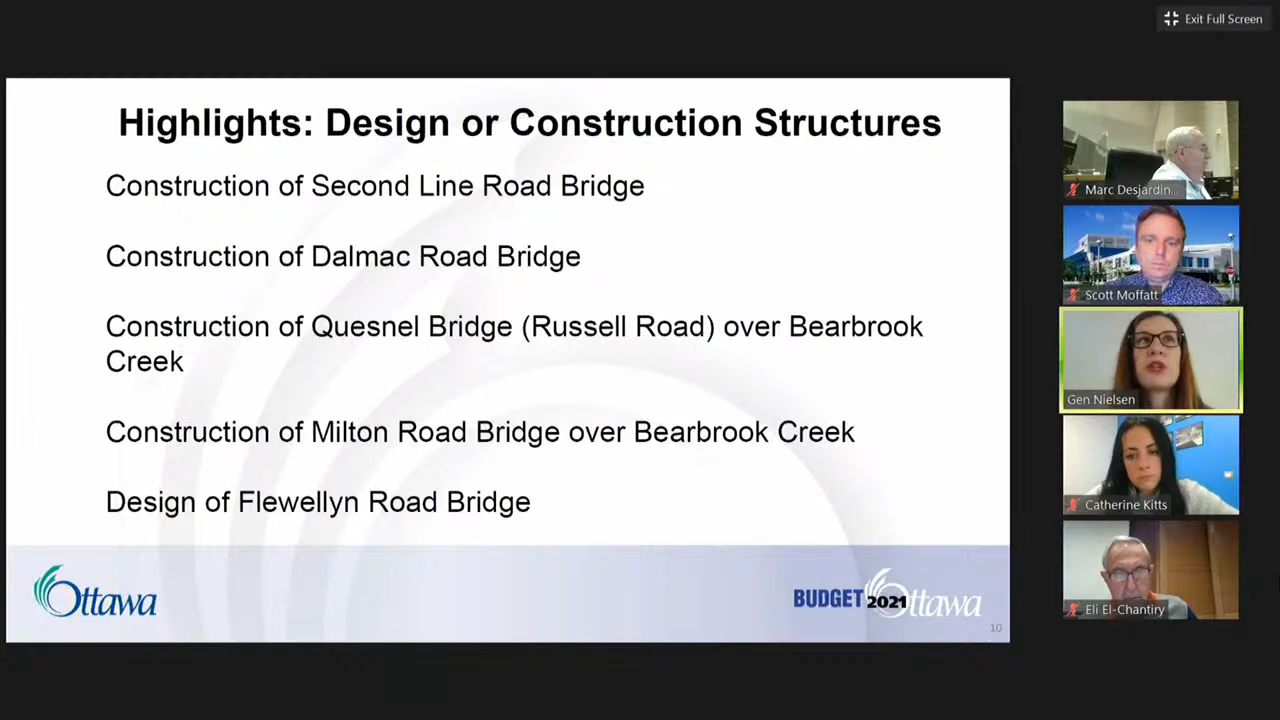 Exit Full Screen
Highlights: Design or Construction Structures
Construction of Second Line Road Bridge
Construction of Dalmac Road Bridge
Construction of Quesnel Bridge (Russell Road) over Bearbrook
Creek
Construction of Milton Road Bridge over Bearbrook Creek
Design of Flewellyn Road Bridge
Ottawa
BUDGET 2021 Ottawa
10
Marc Desjardin...
Scott Moffatt
Gen Nielsen
Catherine Kitts
Eli El-Chantiry